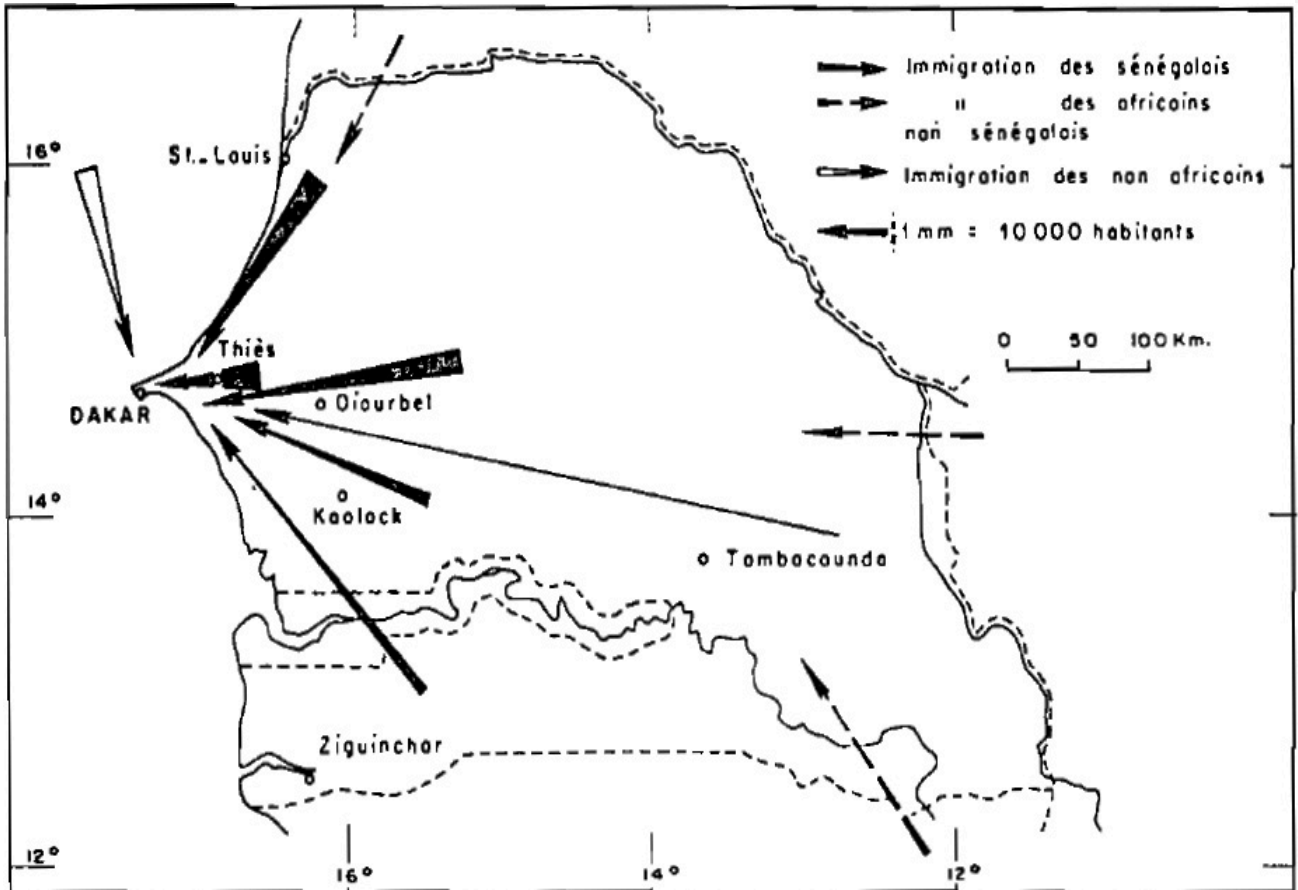 Immigration des sénégalais
" des africains
non sénégalais
Immigration des non africains
1 mm = 10 000 habitants
16°
St.-Louis
0 50 100 Km.
Thiès
DAKAR
Diourbel
14°
Kaolack
Tambacounda
Ziguinchor
12°
16° 14° 12°